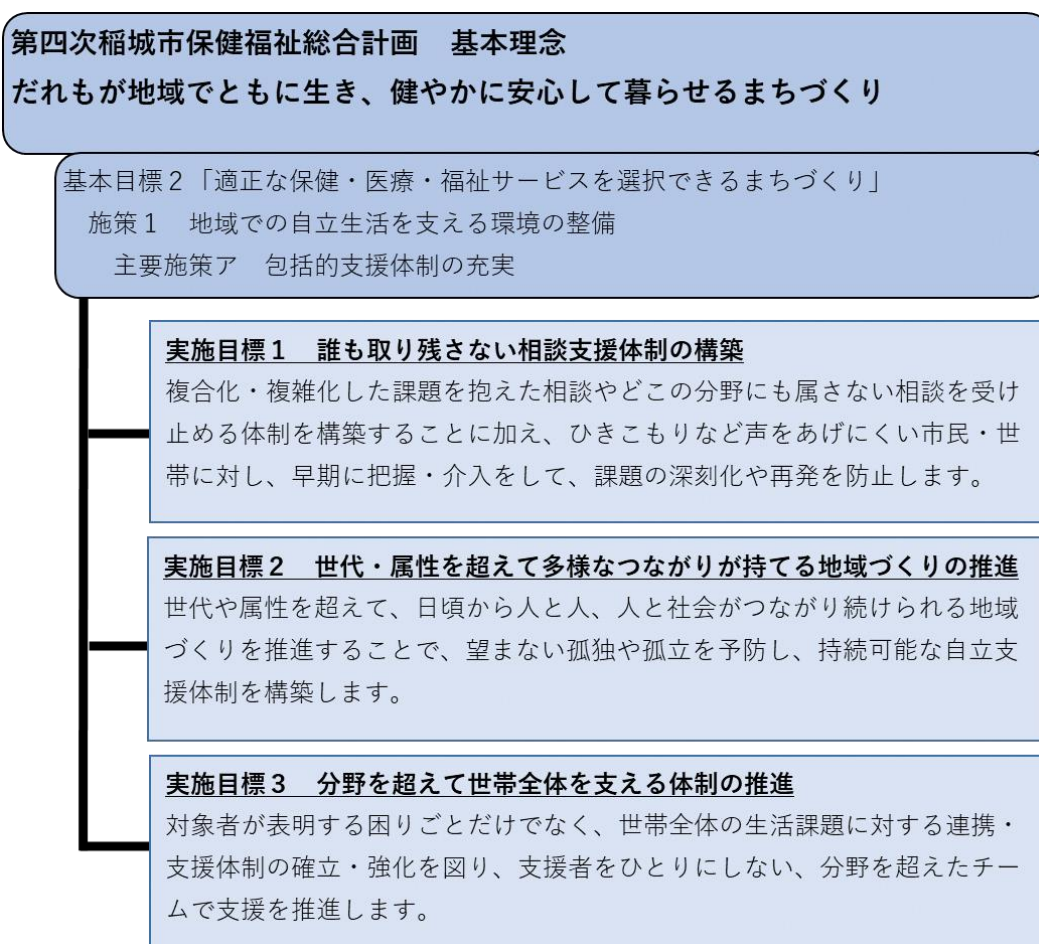 第四次稲城市保健福祉総合計画　基本理念
だれもが地域でともに生き、健やかに安心して暮らせるまちづくり
基本目標２「適正な保健・医療・福祉サービスを選択できるまちづくり」
施策１　地域での自立生活を支える環境の整備
主要施策ア　包括的支援体制の充実
実施目標１　誰も取り残さない相談支援体制の構築
複合化・複雑化した課題を抱えた相談やどこの分野にも属さない相談を受け
止める体制を構築することに加え、ひきこもりなど声をあげにくい市民・世
帯に対し、早期に把握・介入をして、課題の深刻化や再発を防止します。
実施目標２　世代・属性を超えて多様なつながりが持てる地域づくりの推進
世代や属性を超えて、日頃から人と人、人と社会がつながり続けられる地域
づくりを推進することで、望まない孤独や孤立を予防し、持続可能な自立支
援体制を構築します。
実施目標３　分野を超えて世帯全体を支える体制の推進
対象者が表明する困りごとだけでなく、世帯全体の生活課題に対する連携・
支援体制の確立・強化を図り、支援者をひとりにしない、分野を超えたチー
ムで支援を推進します。